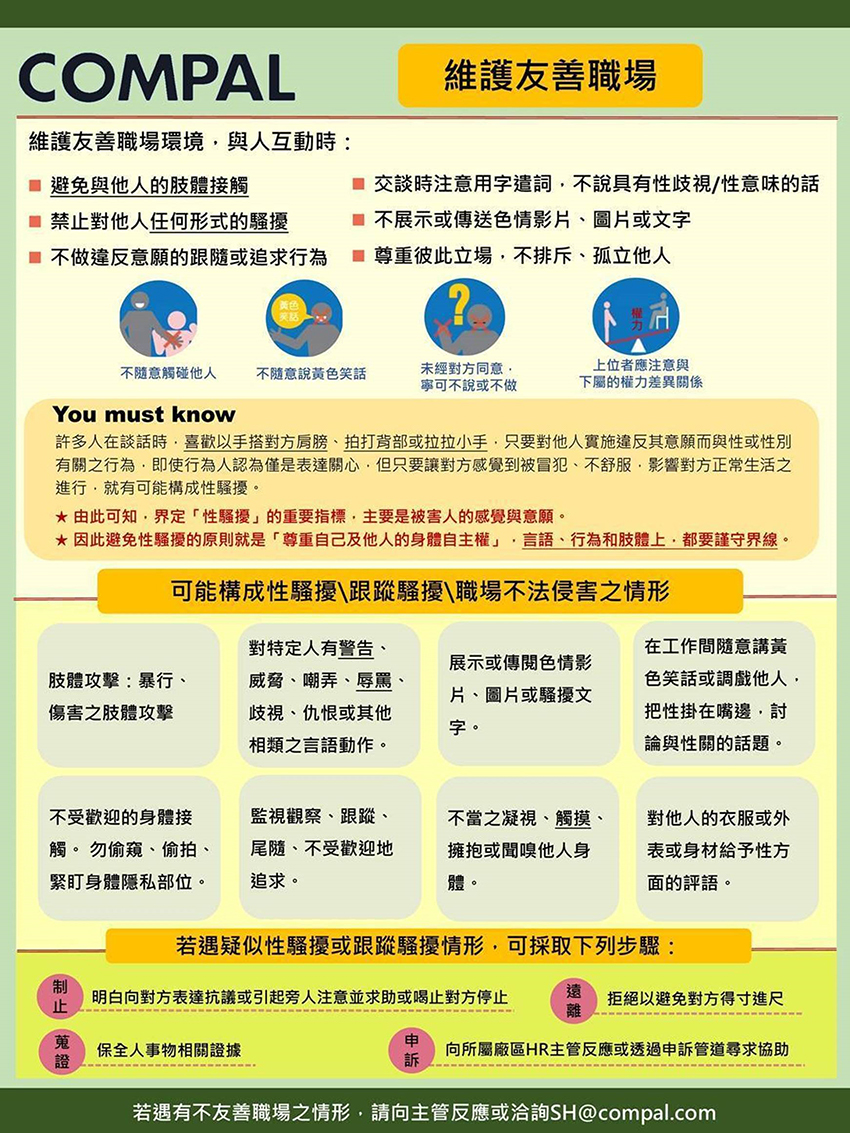 COMPAL
維護友善職場
維護友善職場環境，與人互動時：
■ 避免與他人的肢體接觸
■ 禁止對他人任何形式的騷擾
■ 不做違反意願的跟隨或追求行為
■ 交談時注意用字遣詞，不說具有性歧視/性意味的話
■ 不展示或傳送色情影片、圖片或文字
■ 尊重彼此立場，不排斥、孤立他人
不隨意觸碰他人
黃色
笑話
不隨意說黃色笑話
?
未經對方同意，
寧可不說或不做
權
力
上位者應注意與
下屬的權力差異關係
You must know
許多人在談話時，喜歡以手搭對方肩膀、拍打背部或拉拉小手，只要對他人實施違反其意願而與性或性別
有關之行為，即使行為人認為僅是表達關心，但只要讓對方感覺到被冒犯、不舒服，影響對方正常生活之
進行，就有可能構成性騷擾。
★ 由此可知，界定「性騷擾」的重要指標，主要是被害人的感覺與意願。
★ 因此避免性騷擾的原則就是「尊重自己及他人的身體自主權」，言語、行為和肢體上，都要謹守界線。
可能構成性騷擾\跟蹤騷擾\職場不法侵害之情形
肢體攻擊：暴行、
傷害之肢體攻擊
對特定人有警告、
威脅、嘲弄、辱罵、
歧視、仇恨或其他
相類之言語動作。
展示或傳閱色情影
片、圖片或騷擾文
字。
在工作間隨意講黃
色笑話或調戲他人，
把性掛在嘴邊，討
論與性關的話題。
不受歡迎的身體接
觸。 勿偷窺、偷拍、
緊盯身體隱私部位。
監視觀察、跟蹤、
尾隨、不受歡迎地
追求。
不當之凝視、觸摸、
擁抱或聞嗅他人身
體。
對他人的衣服或外
表或身材給予性方
面的評語。
若遇疑似性騷擾或跟蹤騷擾情形，可採取下列步驟：
制
止
明白向對方表達抗議或引起旁人注意並求助或喝止對方停止
遠
離
拒絕以避免對方得寸進尺
蒐
證
保全人事物相關證據
申
訴
向所屬廠區HR主管反應或透過申訴管道尋求協助
若遇有不友善職場之情形，請向主管反應或洽詢SH@compal.com